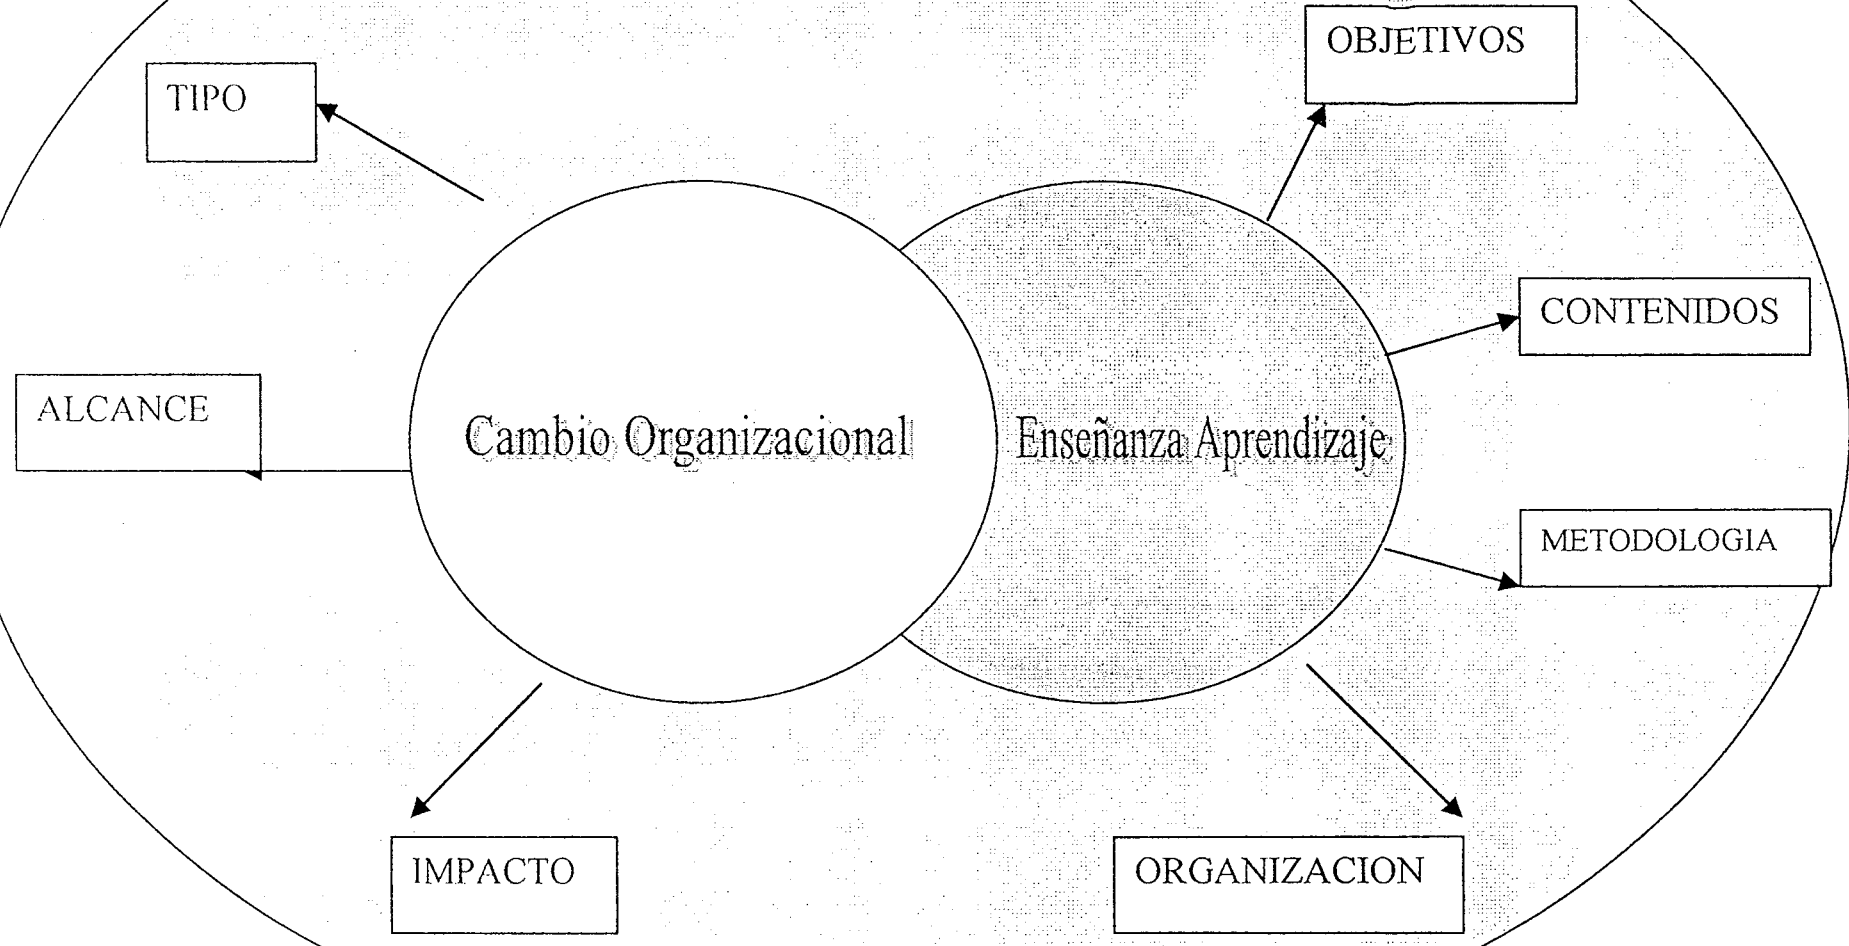 OBJETIVOS
TIPO
CONTENIDOS
ALCANCE
Cambio Organizacional
Enseñanza Aprendizaje
METODOLOGIA
IMPACTO
ORGANIZACION